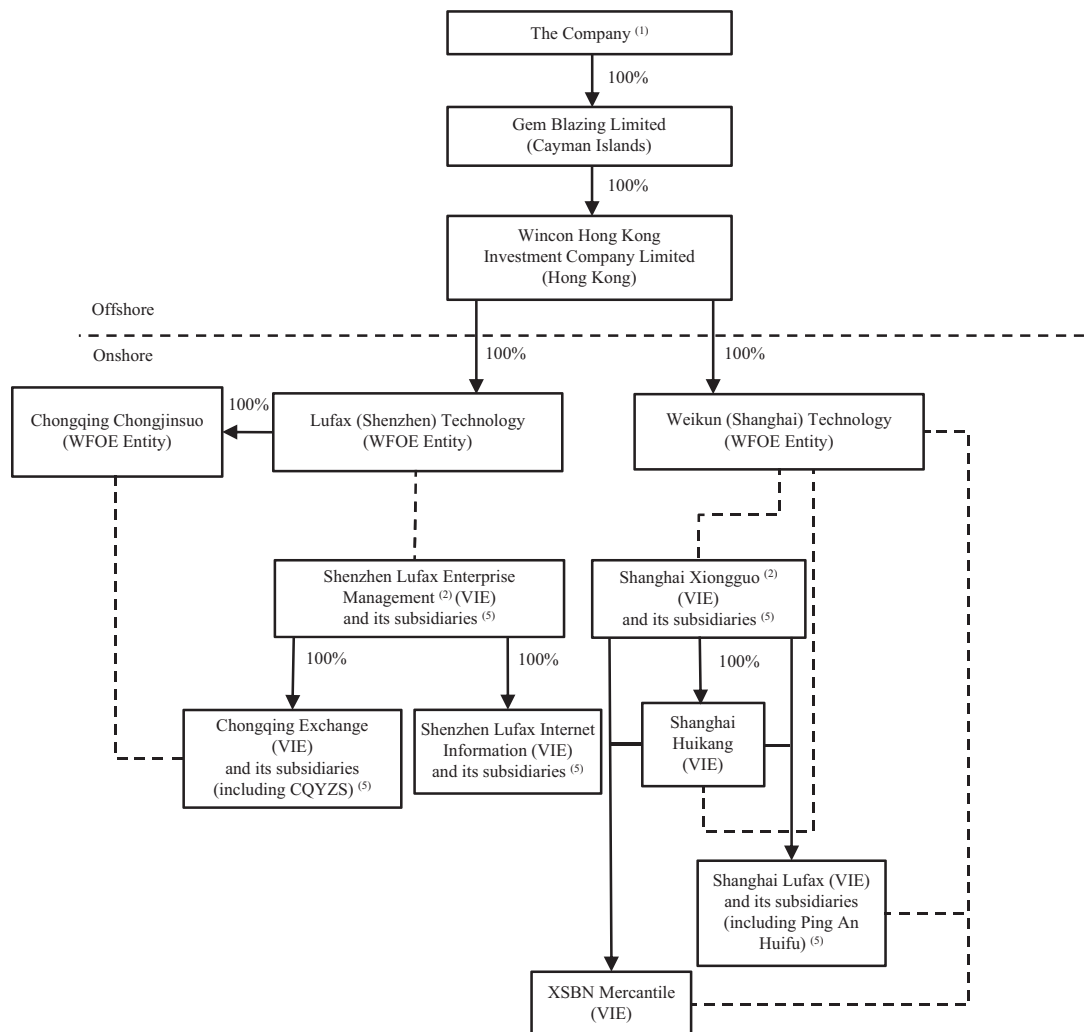 The Company (1)
100%
Gem Blazing Limited
(Cayman Islands)
100%
Wincon Hong Kong
Investment Company Limited
(Hong Kong)
Offshore
Onshore
100%
100%
Chongqing Chongjinsuo
(WFOE Entity)
100%
Lufax (Shenzhen) Technology
(WFOE Entity)
Weikun (Shanghai) Technology
(WFOE Entity)
Shenzhen Lufax Enterprise
Management (2) (VIE)
and its subsidiaries (5)
Shanghai Xiongguo (2)
(VIE)
and its subsidiaries (5)
100%
100%
100%
Chongqing Exchange
(VIE)
and its subsidiaries
(including CQYZS) (5)
Shenzhen Lufax Internet
Information (VIE)
and its subsidiaries (5)
Shanghai
Huikang
(VIE)
Shanghai Lufax (VIE)
and its subsidiaries
(including Ping An
Huifu) (5)
XSBN Mercantile
(VIE)